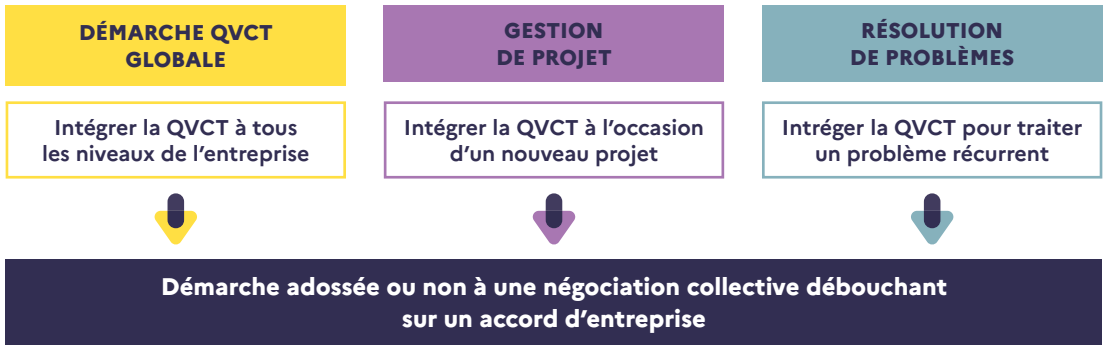 DÉMARCHE QVCT
GLOBALE
Intégrer la QVCT à tous
les niveaux de l'entreprise
GESTION
DE PROJET
Intégrer la QVCT à l'occasion
d'un nouveau projet
RÉSOLUTION
DE PROBLÈMES
Intréger la QVCT pour traiter
un problème récurrent
Démarche adossée ou non à une négociation collective débouchant
sur un accord d'entreprise